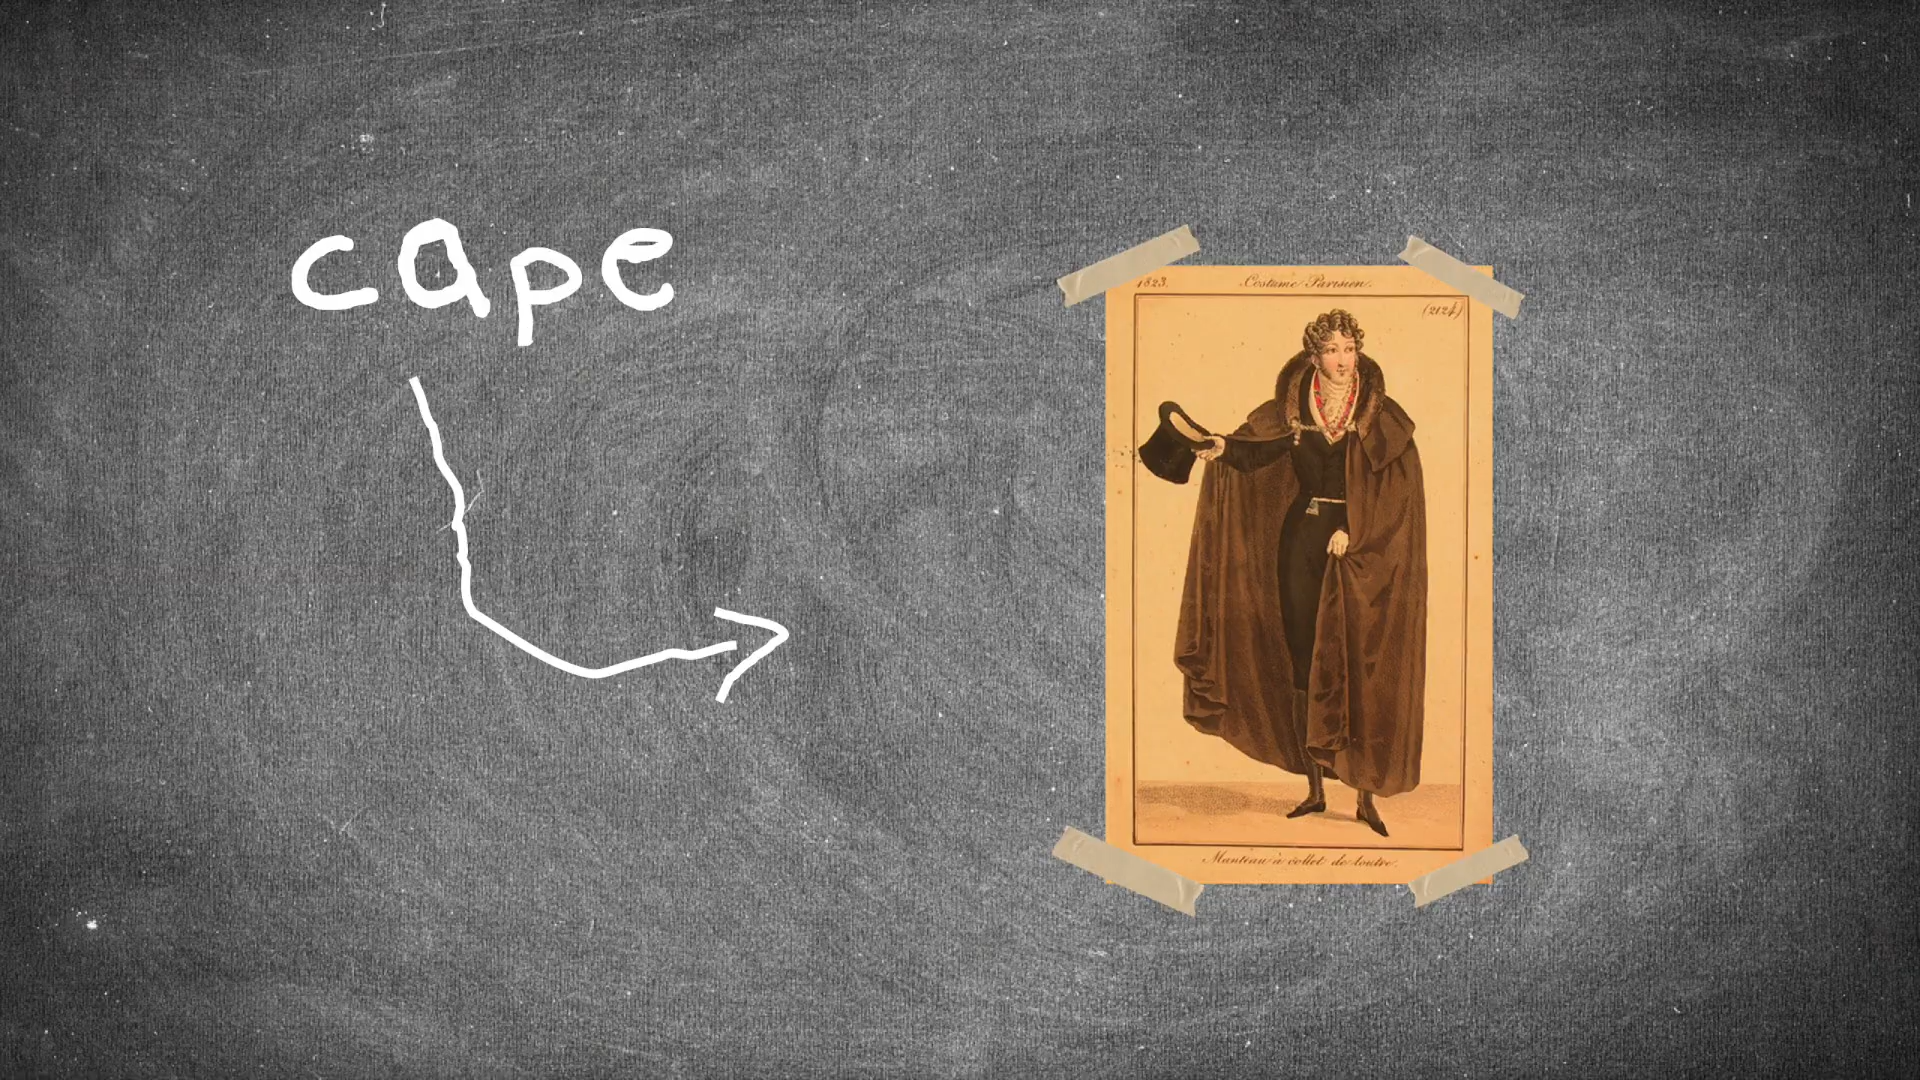 cape
1823.
Costume Parisien.
(2124)
Manteau à collet de loutre.